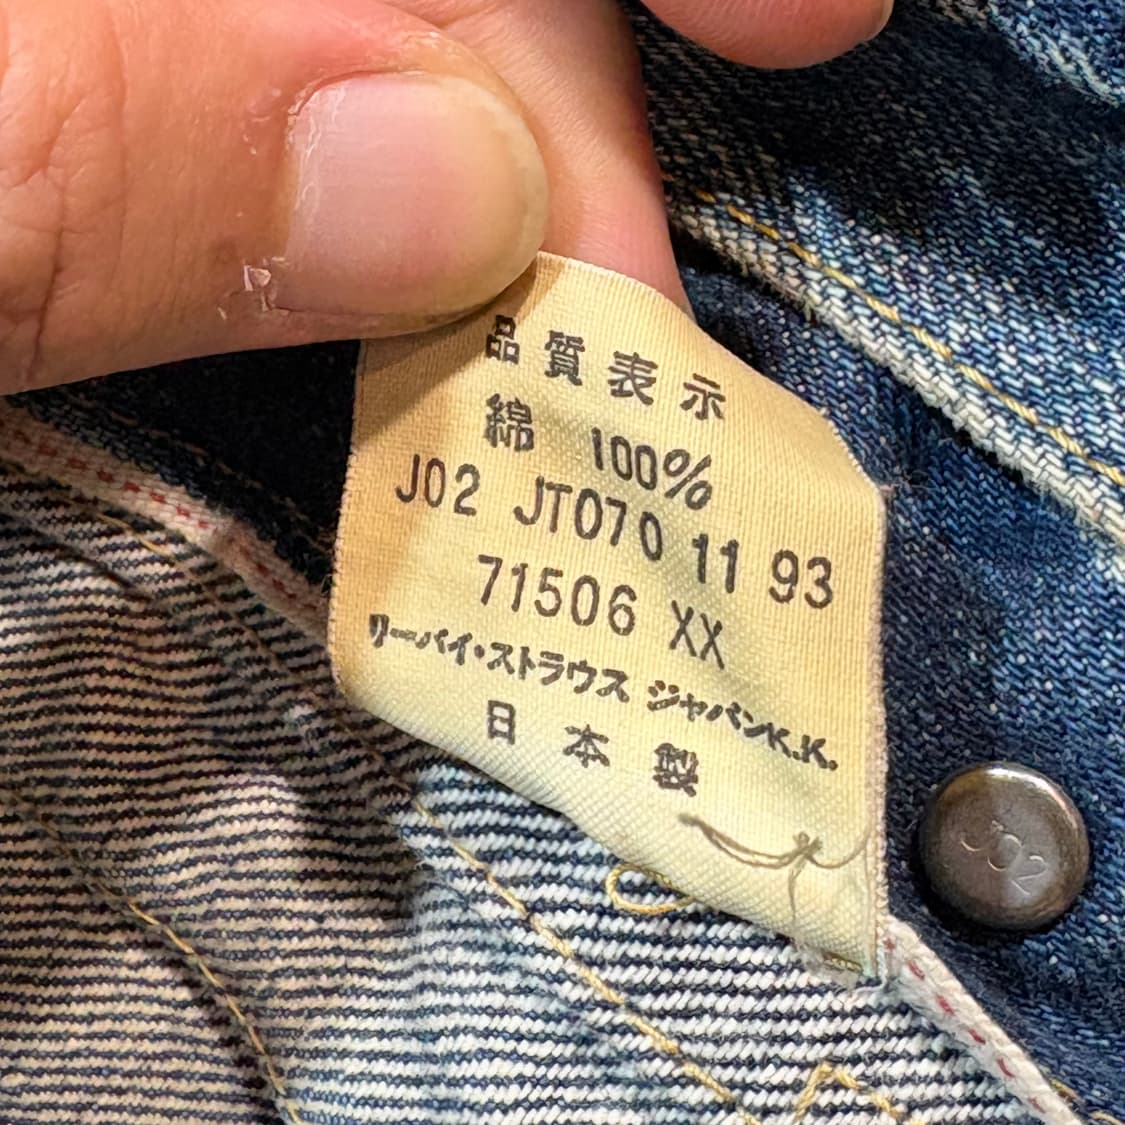 品質表示
綿 100%
J02 JT070 11 93
71506 XX
リーバイ・ストラウス ジャパンK.K.
日本製
J02